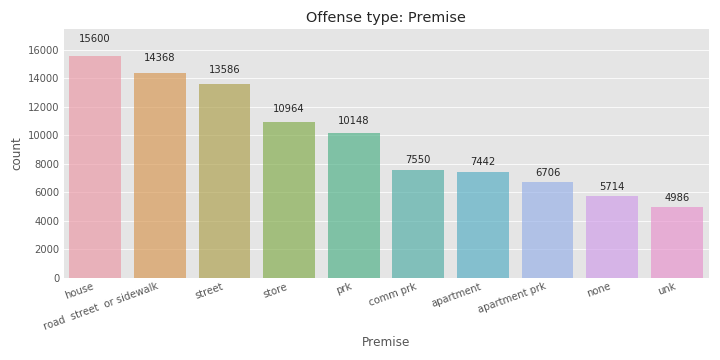 Offense type: Premise
15600
14368
13586
10964
10148
7550
7442
6706
5714
4986
16000
14000
12000
10000
8000
6000
4000
2000
0
count
house
road  street  or sidewalk
street
store
prk
comm prk
apartment
apartment prk
none
unk
Premise